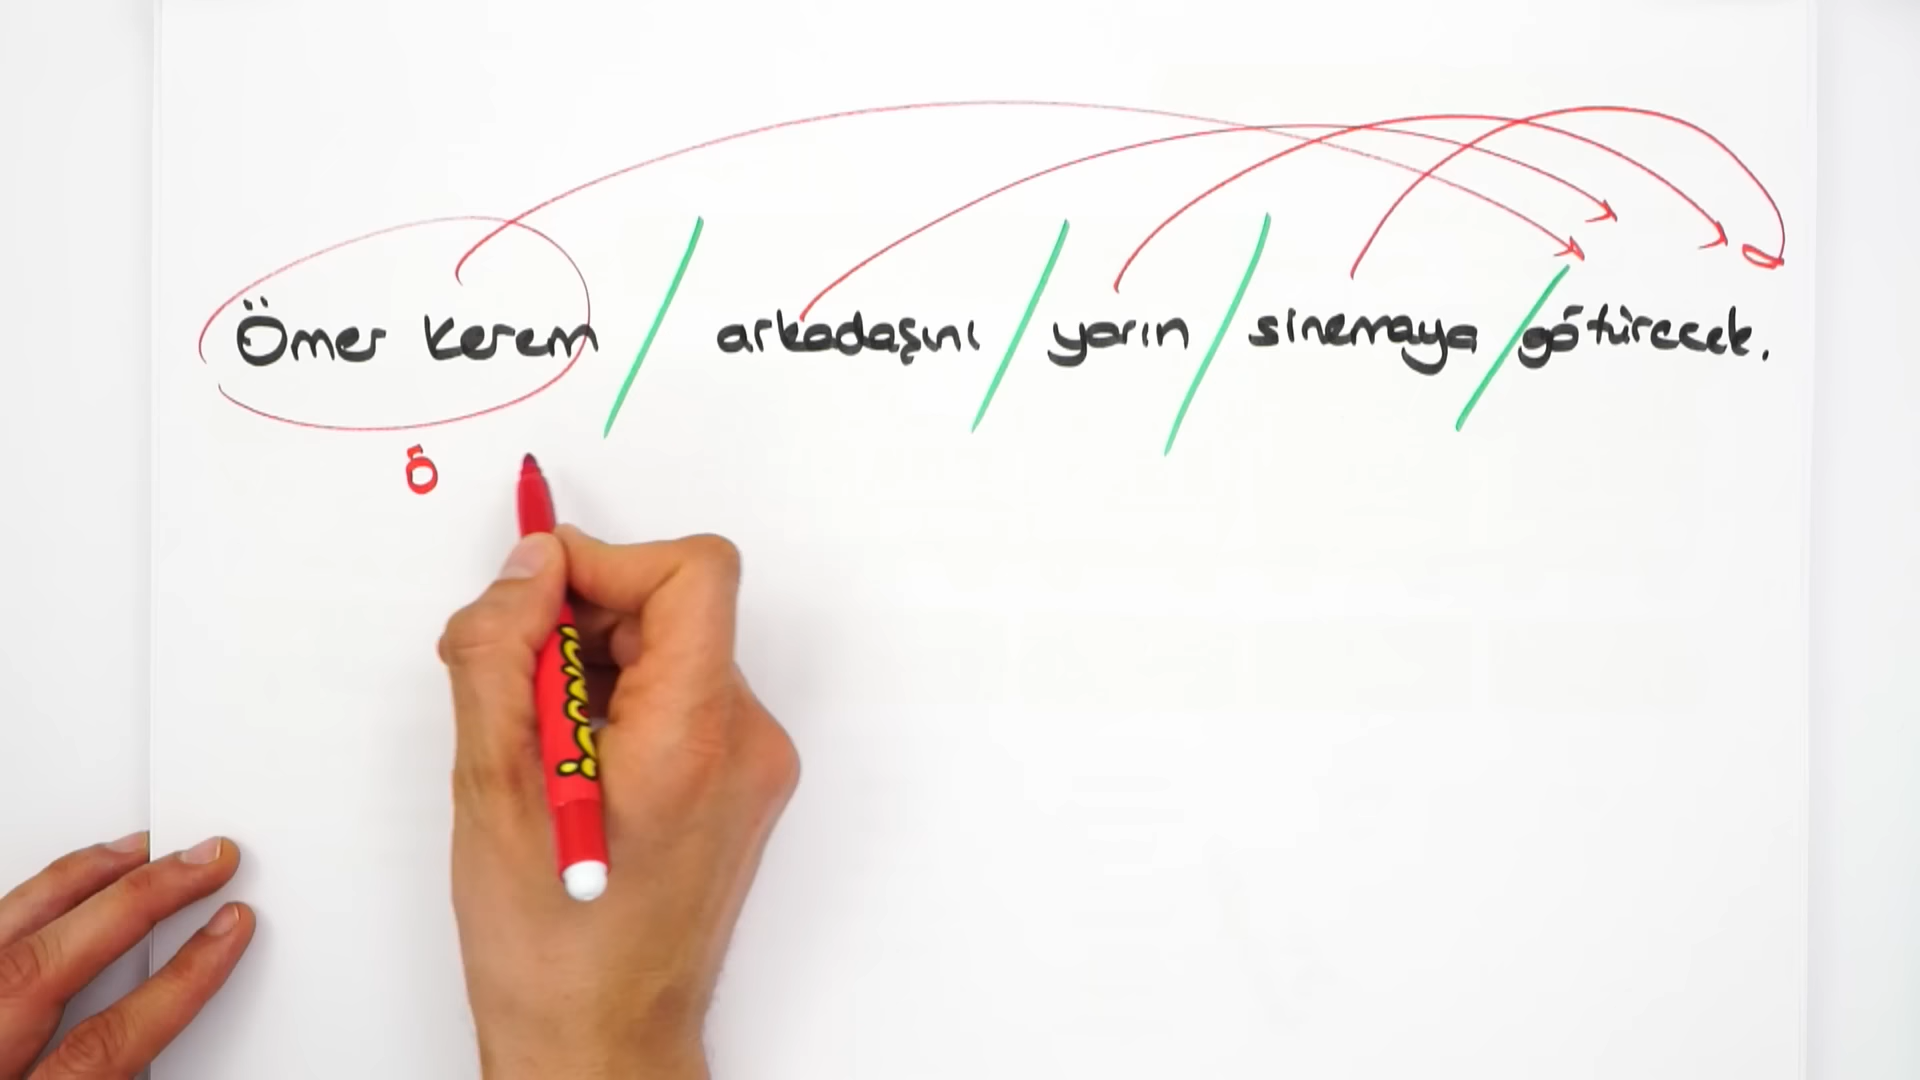 Ömer Kerem / arkadaşını / yarın / sinemaya / götürecek.
Ö